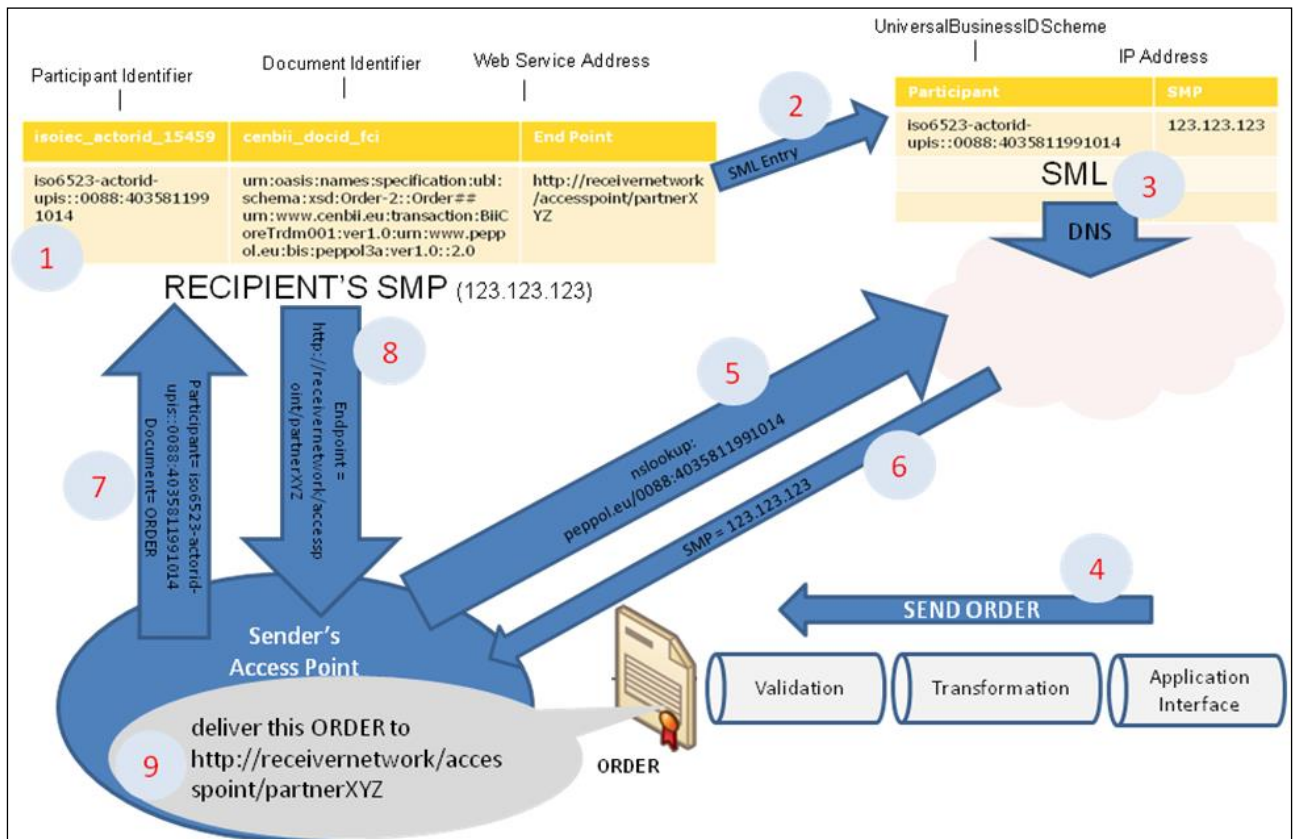 UniversalBusinessIDScheme
Participant Identifier
Document Identifier
Web Service Address
IP Address
isoiec_actorid_15459
cenbii_docid_fci
End Point
iso6523-actorid-
upis::0088:403581199
1014
urn:oasis:names:specification:ubl:
schema:xsd:Order-2::Order##
urn:www.cenbii.eu:transaction:BiiC
oreTrdm001:ver1.0:urn:www.pepp
ol.eu:bis:peppol3a:ver1.0::2.0
http://receivernetwork
/accesspoint/partnerX
YZ
1
RECIPIENT'S SMP (123.123.123)
2
SML Entry
Participant
SMP
iso6523-actorid-
upis::0088:4035811991014
123.123.123
SML
3
DNS
7
Participant= iso6523-actorid-
upis::0088:4035811991014
Document= ORDER
8
Endpoint =
http://receivernetwork/accessp
oint/partnerXYZ
5
nslookup:
peppol.eu/0088:4035811991014
6
SMP = 123.123.123
4
SEND ORDER
Validation
Transformation
Application
Interface
Sender's
Access Point
9
deliver this ORDER to
http://receivernetwork/acces
spoint/partnerXYZ
ORDER